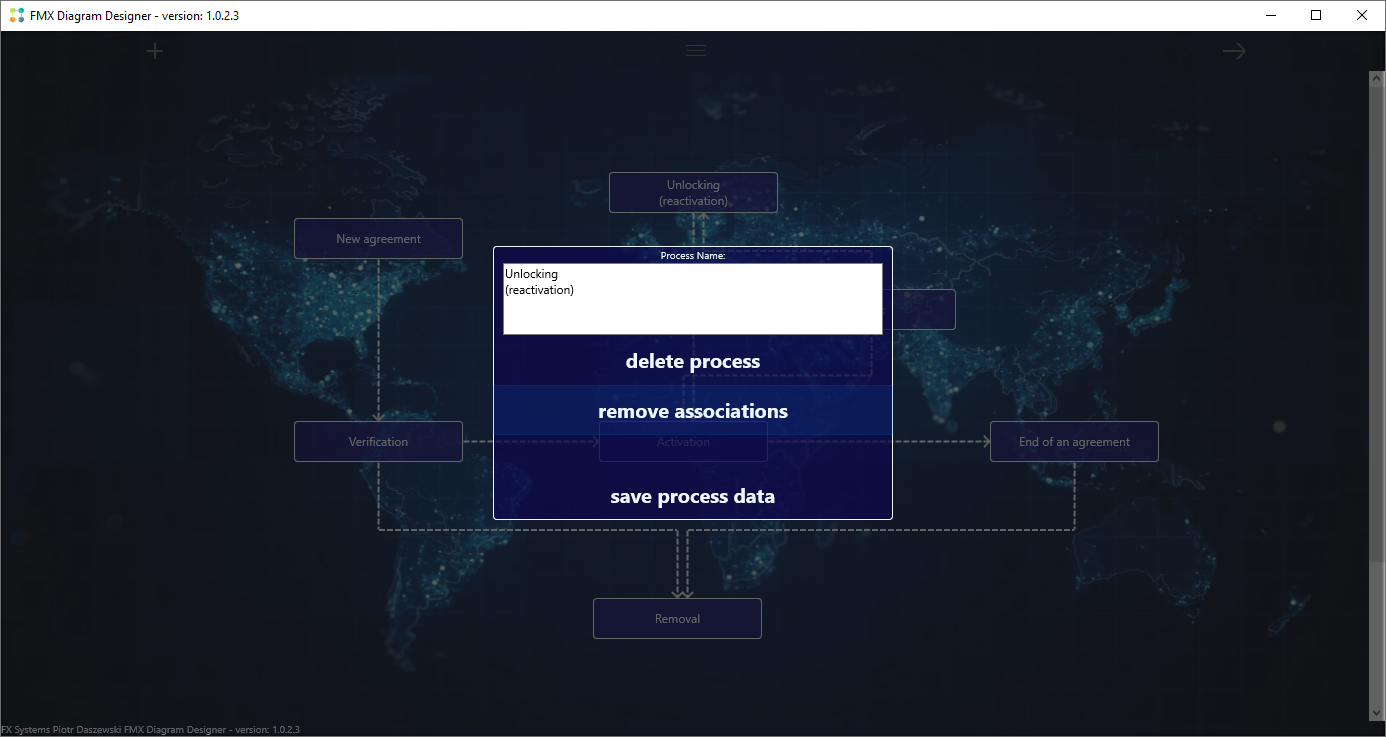 FMX Diagram Designer - version: 1.0.2.3
Unlocking
(reactivation)
New agreement
Process Name:
Unlocking
(reactivation)
delete process
remove associations
Verification
Activation
End of an agreement
save process data
Removal
FX Systems Piotr Daszewski FMX Diagram Designer - version: 1.0.2.3